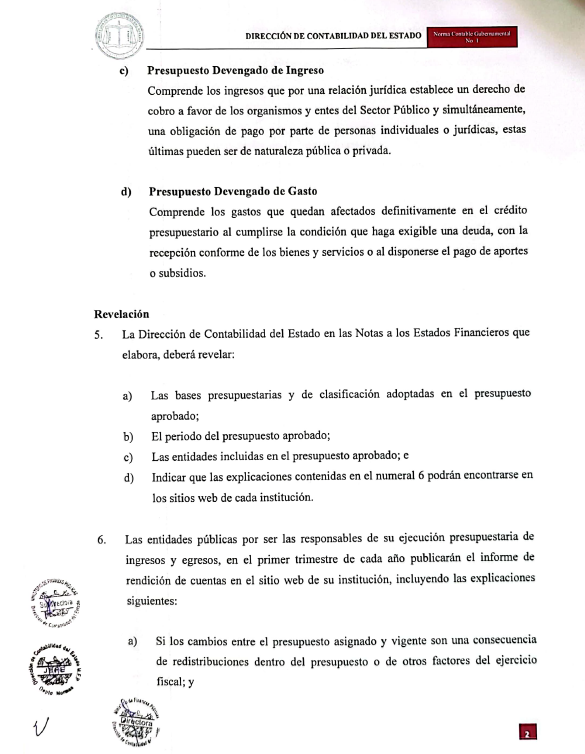 DIRECCIÓN DE CONTABILIDAD DEL ESTADO
Norma Contable Gubernamental
No. 1
c) Presupuesto Devengado de Ingreso
Comprende los ingresos que por una relación jurídica establece un derecho de
cobro a favor de los organismos y entes del Sector Público y simultáneamente,
una obligación de pago por parte de personas individuales o jurídicas, estas
últimas pueden ser de naturaleza pública o privada.
d) Presupuesto Devengado de Gasto
Comprende los gastos que quedan afectados definitivamente en el crédito
presupuestario al cumplirse la condición que haga exigible una deuda, con la
recepción conforme de los bienes y servicios o al disponerse el pago de aportes
o subsidios.
Revelación
5. La Dirección de Contabilidad del Estado en las Notas a los Estados Financieros que
elabora, deberá revelar:
a) Las bases presupuestarias y de clasificación adoptadas en el presupuesto
aprobado;
b) El periodo del presupuesto aprobado;
c) Las entidades incluidas en el presupuesto aprobado; e
d) Indicar que las explicaciones contenidas en el numeral 6 podrán encontrarse en
los sitios web de cada institución.
6. Las entidades públicas por ser las responsables de su ejecución presupuestaria de
ingresos y egresos, en el primer trimestre de cada año publicarán el informe de
rendición de cuentas en el sitio web de su institución, incluyendo las explicaciones
siguientes:
a) Si los cambios entre el presupuesto asignado y vigente son una consecuencia
de redistribuciones dentro del presupuesto o de otros factores del ejercicio
fiscal; y
Directora
2